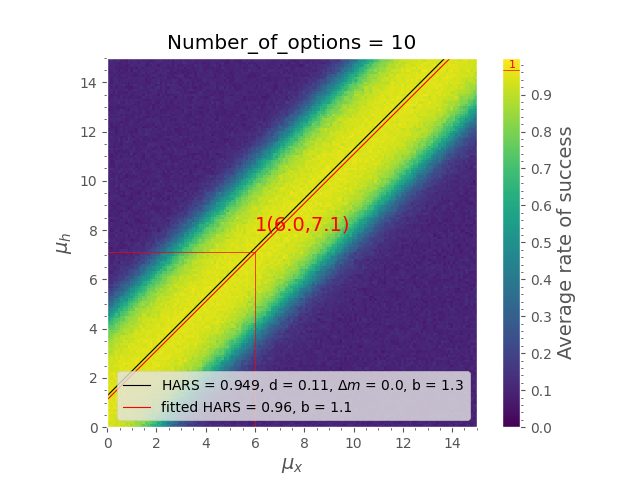 Number_of_options = 10
14
12
10
8
6
4
2
0
μh
0 2 4 6 8 10 12 14
μx
1(6.0,7.1)
HARS = 0.949, d = 0.11, Δm = 0.0, b = 1.3
fitted HARS = 0.96, b = 1.1
1
0.9
0.8
0.7
0.6
0.5
0.4
0.3
0.2
0.1
0.0
Average rate of success